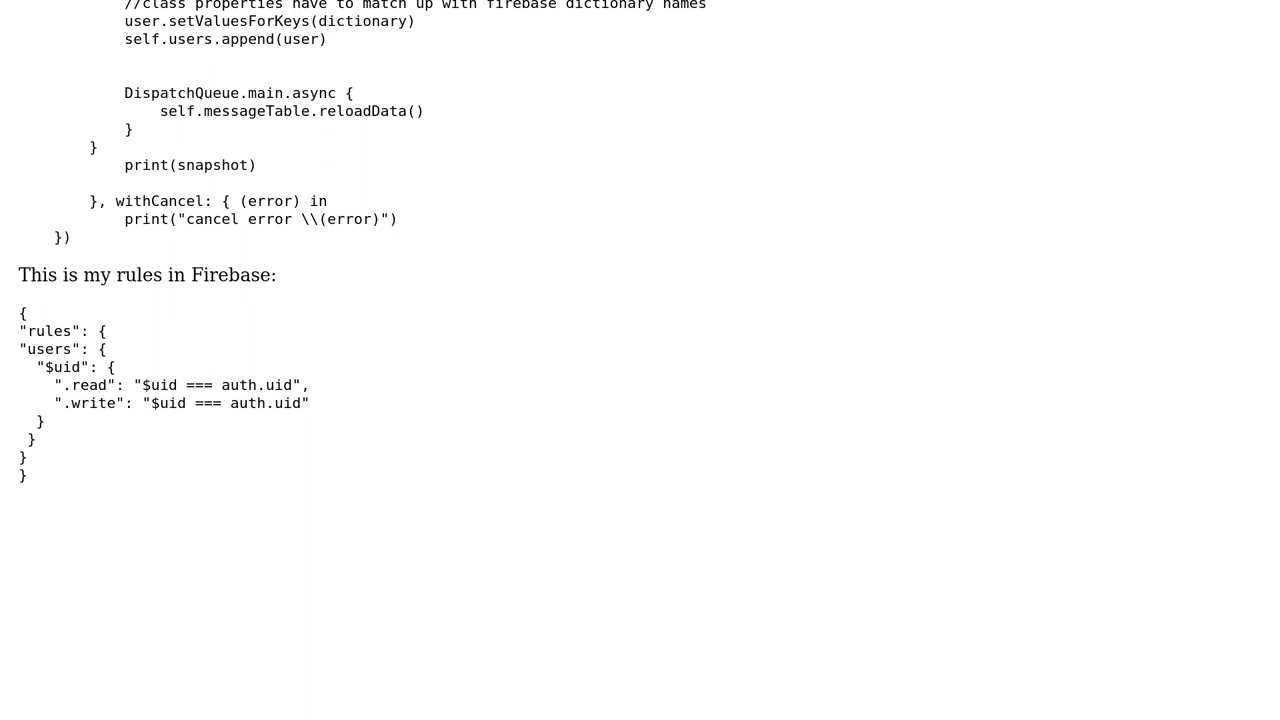 //class properties have to match up with firebase dictionary names
user.setValuesForKeys(dictionary)
self.users.append(user)
DispatchQueue.main.async {
self.messageTable.reloadData()
}
}
print(snapshot)
}, withCancel: { (error) in
print("cancel error \\(error)")
})
This is my rules in Firebase:
{
"rules": {
"users": {
"$uid": {
".read": "$uid === auth.uid",
".write": "$uid === auth.uid"
}
}
}
}